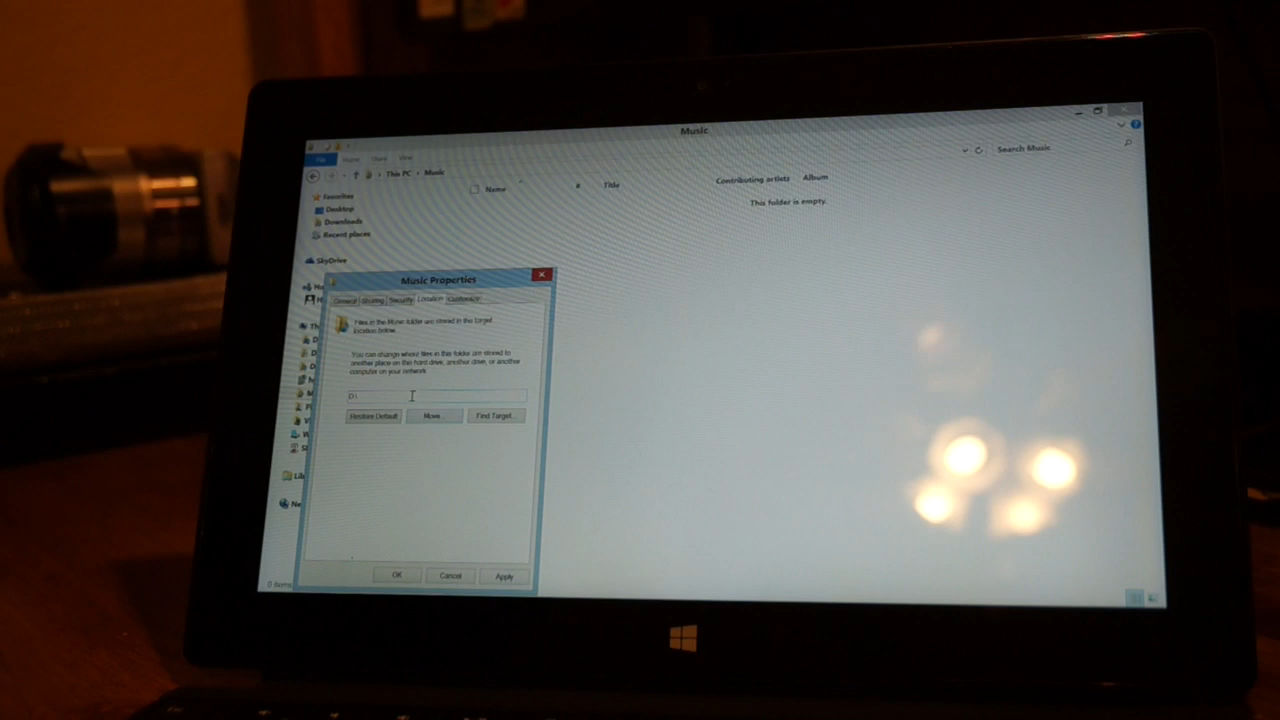 Music
File Home Share View
This PC Music
Search Music
Name # Title Contributing artists Album
This folder is empty.
Favorites
Desktop
Downloads
Recent places
SkyDrive
Music Properties
General Sharing Security Location Customize
Files in the Music folder are stored in the target
location below.
You can change where files in this folder are stored to
another place on this hard drive, another drive, or another
computer on your network.
Restore Default Move... Find Target...
OK Cancel Apply
0 items